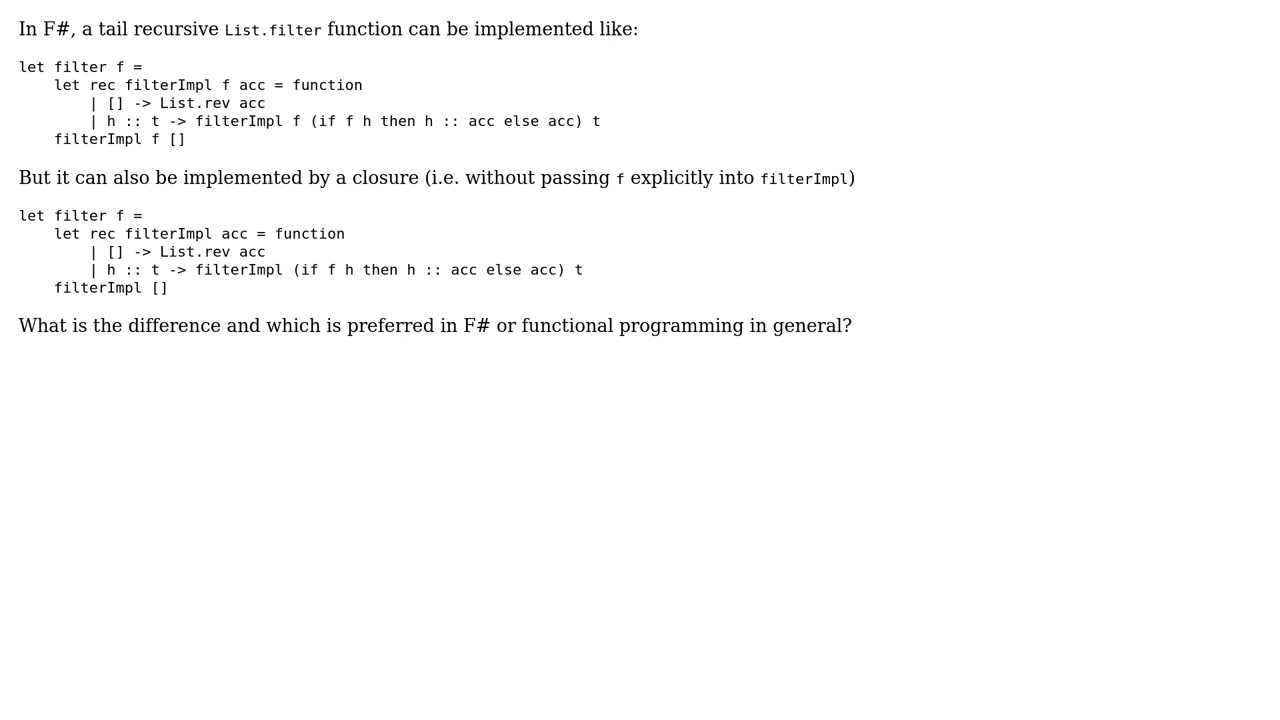 In F#, a tail recursive List.filter function can be implemented like:
let filter f =
    let rec filterImpl f acc = function
        | [] -> List.rev acc
        | h :: t -> filterImpl f (if f h then h :: acc else acc) t
    filterImpl f []
But it can also be implemented by a closure (i.e. without passing f explicitly into filterImpl)
let filter f =
    let rec filterImpl acc = function
        | [] -> List.rev acc
        | h :: t -> filterImpl (if f h then h :: acc else acc) t
    filterImpl []
What is the difference and which is preferred in F# or functional programming in general?